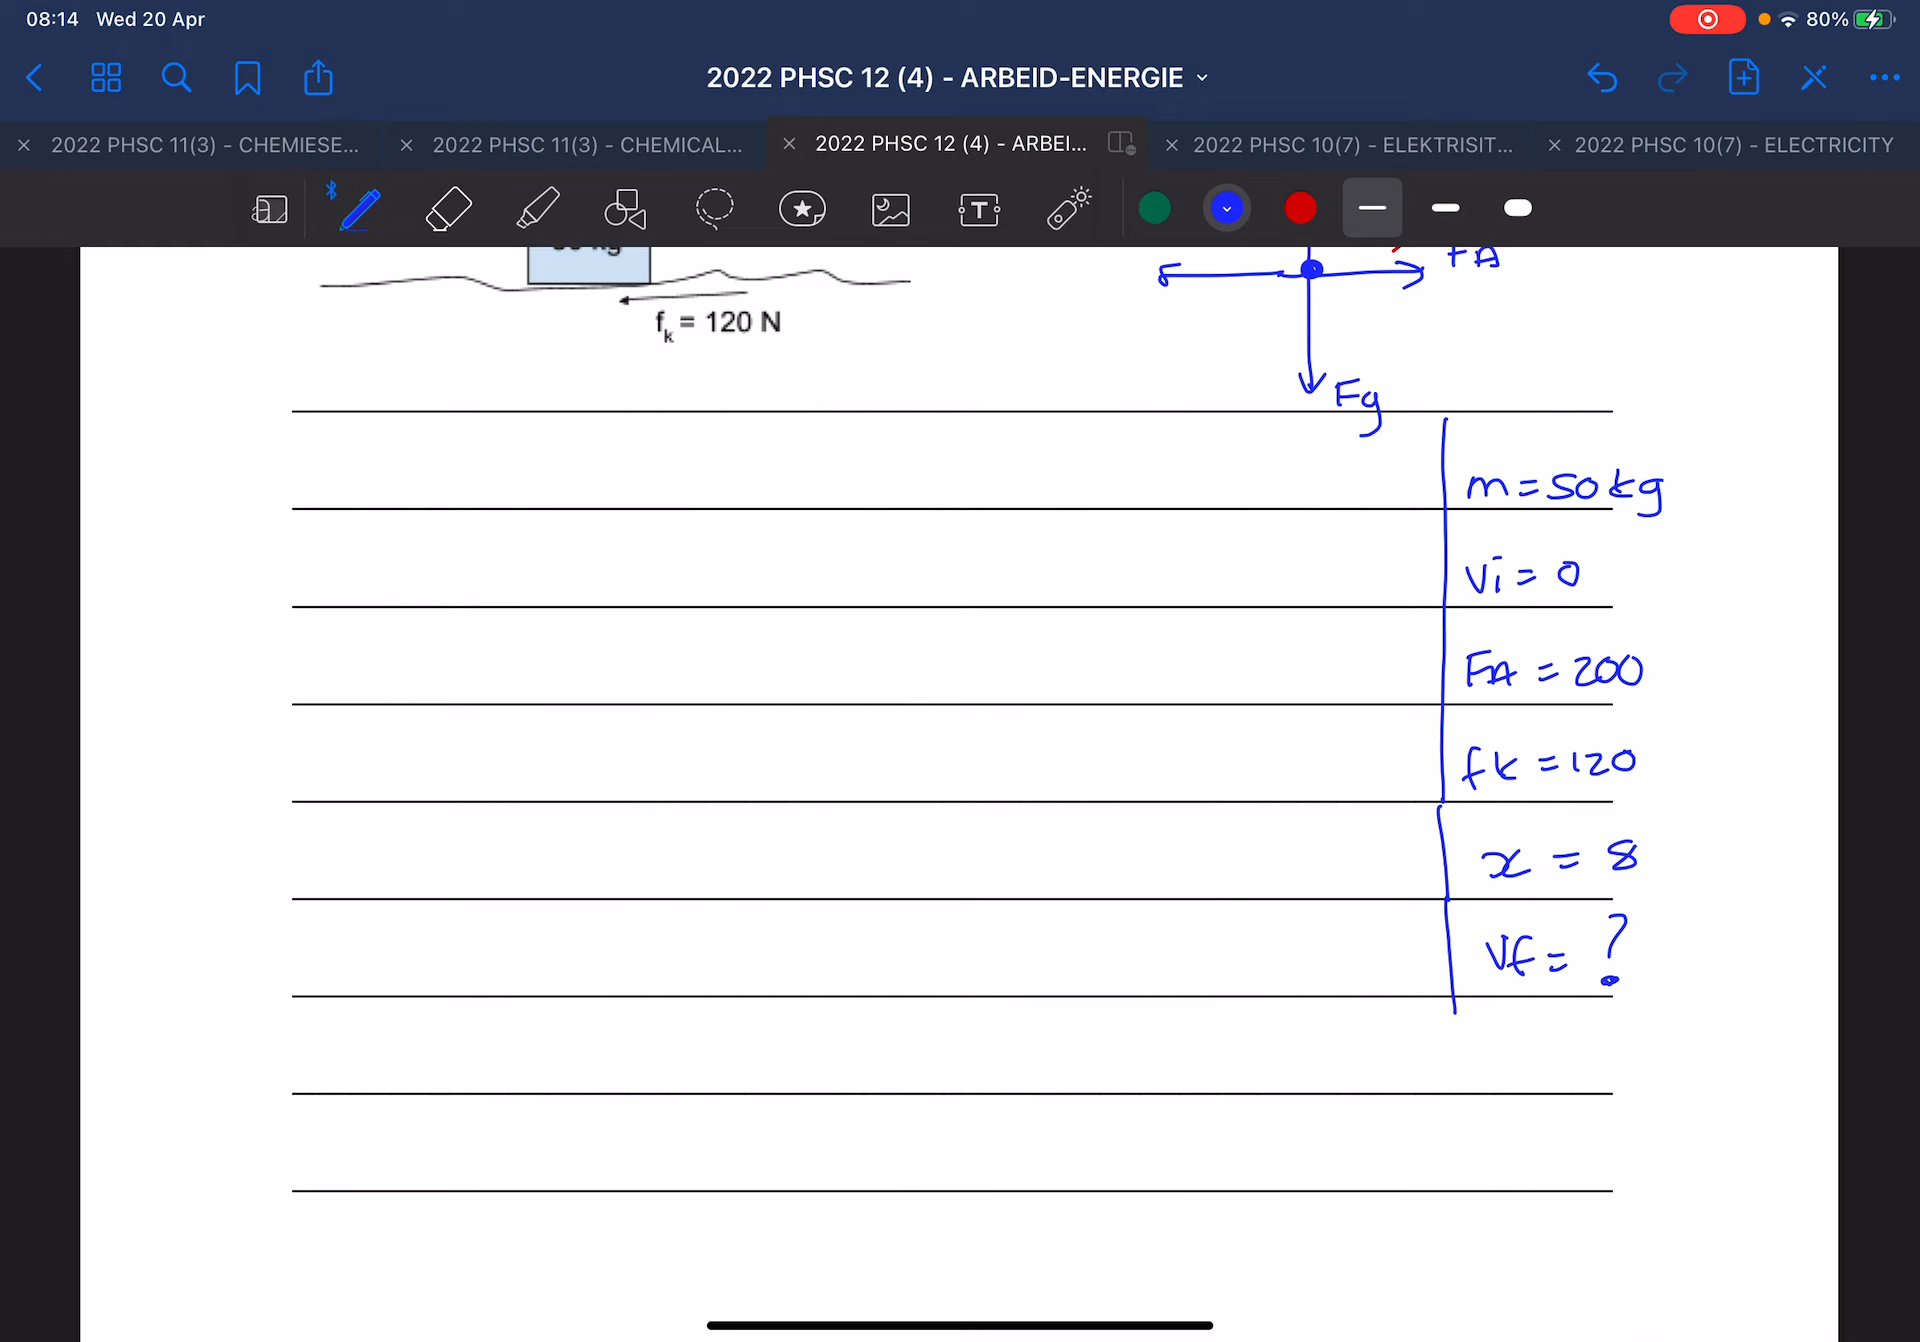 08:14 Wed 20 Apr
80%
2022 PHSC 12 (4) - ARBEID-ENERGIE
2022 PHSC 11(3) - CHEMIESE...
2022 PHSC 11(3) - CHEMICAL...
2022 PHSC 12 (4) - ARBEI...
2022 PHSC 10(7) - ELEKTRISIT...
2022 PHSC 10(7) - ELECTRICITY
T
kg
FA
fk = 120 N
Fg
m = 50 kg
Vi = 0
FA = 200
fk = 120
x = 8
Vf = ?